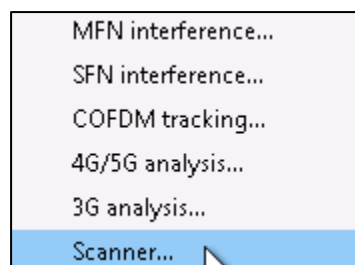 MFN interference...
SFN interference...
COFDM tracking...
4G/5G analysis...
3G analysis...
Scanner...